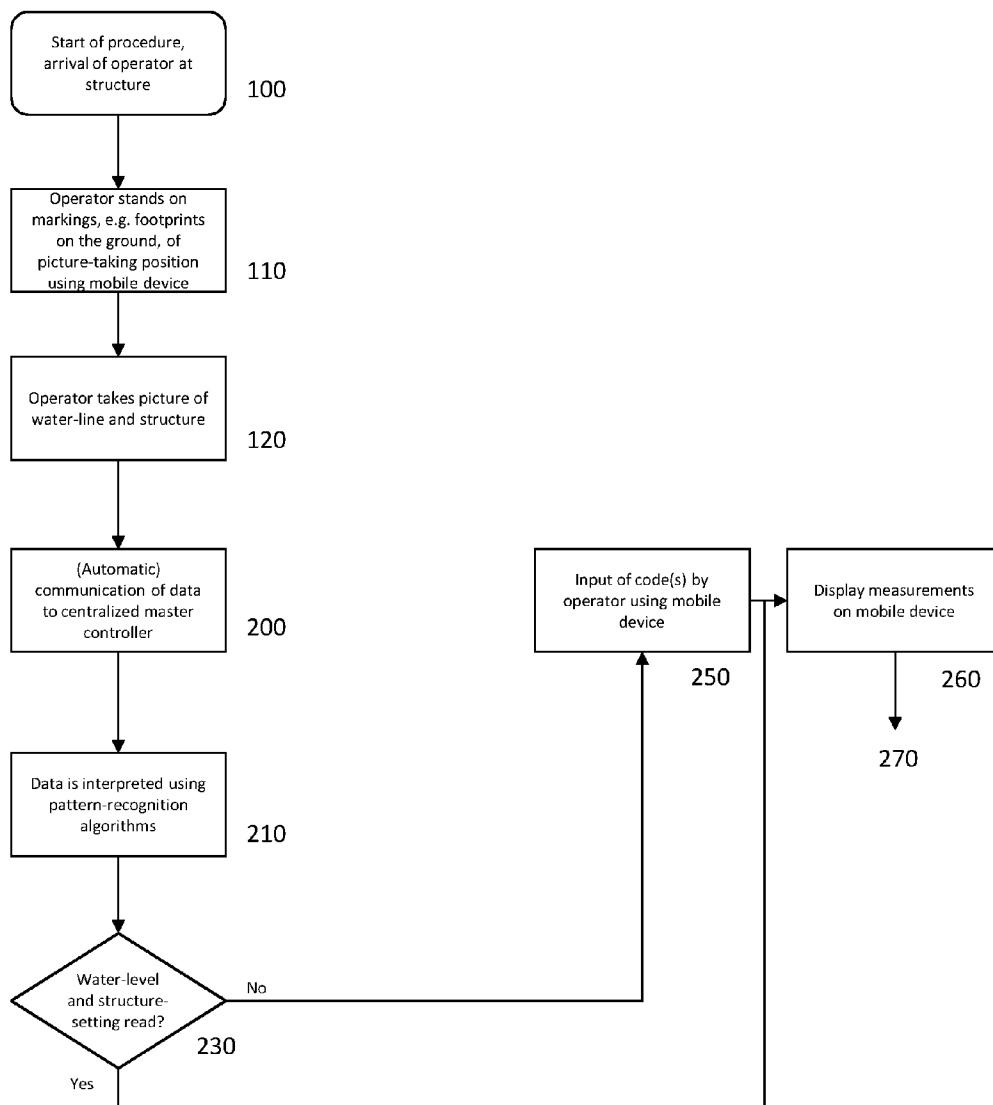 Start of procedure,
arrival of operator at
structure
100
Operator stands on
markings, e.g. footprints
on the ground, of
picture-taking position
using mobile device
110
Operator takes picture of
water-line and structure
120
(Automatic)
communication of data
to centralized master
controller
200
Input of code(s) by
operator using mobile
device
250
Display measurements
on mobile device
260
270
Data is interpreted using
pattern-recognition
algorithms
210
Water-level
and structure-
setting read?
230
No
Yes